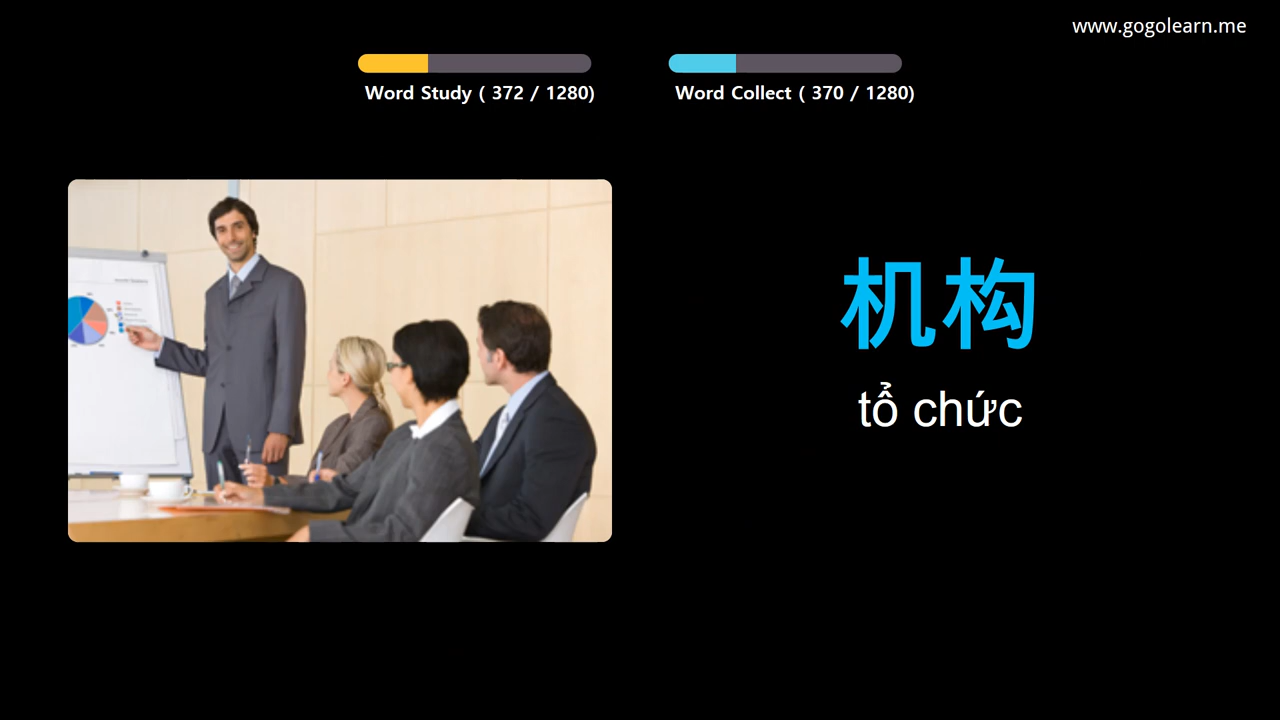 www.gogolearn.me
Word Study ( 372 / 1280)
Word Collect ( 370 / 1280)
机构
tổ chức